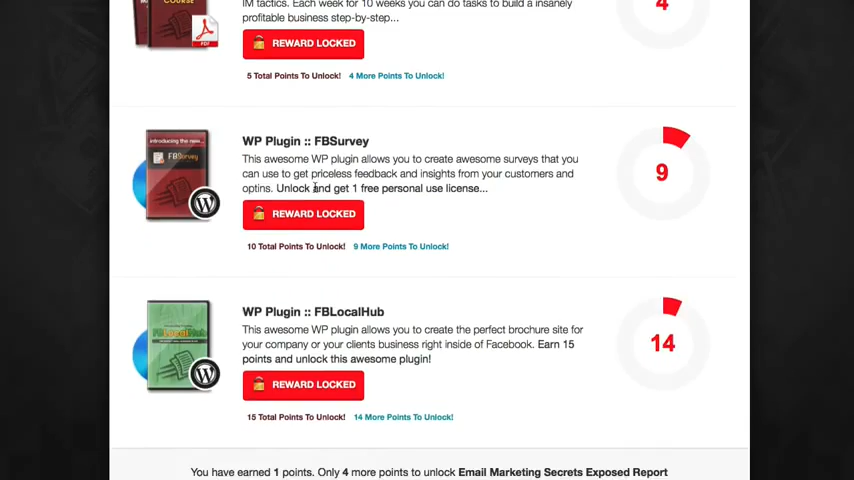 COURSE
PDF
IM tactics. Each week for 10 weeks you can do tasks to build a insanely
profitable business step-by-step...
4
REWARD LOCKED
5 Total Points To Unlock! 4 More Points To Unlock!
introducing the new...
FBSurvey
WP Plugin :: FBSurvey
This awesome WP plugin allows you to create awesome surveys that you
can use to get priceless feedback and insights from your customers and
optins. Unlock and get 1 free personal use license...
9
REWARD LOCKED
10 Total Points To Unlock! 9 More Points To Unlock!
FBLocalHub
WP Plugin :: FBLocalHub
This awesome WP plugin allows you to create the perfect brochure site for
your company or your clients business right inside of Facebook. Earn 15
points and unlock this awesome plugin!
14
REWARD LOCKED
15 Total Points To Unlock! 14 More Points To Unlock!
You have earned 1 points. Only 4 more points to unlock Email Marketing Secrets Exposed Report